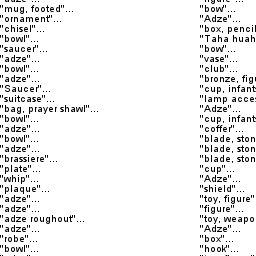 "mug, footed"...
"ornament"...
"chisel"...
"bowl"...
"saucer"...
"adze"...
"bowl"...
"adze"...
"Saucer"...
"suitcase"...
"bag, prayer shawl"...
"bowl"...
"adze"...
"bowl"...
"adze"...
"brassiere"...
"plate"...
"whip"...
"plaque"...
"adze"...
"adze"...
"adze roughout"...
"adze"...
"robe"...
"bowl"...
"bow"...
"Adze"...
"box, pencil
"Taha huah
"bow"...
"vase"...
"club"...
"bronze, figu
"cup, infant
"lamp acces
"Adze"...
"cup, infant
"coffer"...
"blade, ston
"blade, ston
"blade, ston
"cup"...
"Adze"...
"shield"...
"toy, figure"
"figure"...
"toy, weapo
"Adze"...
"box"...
"hook"...